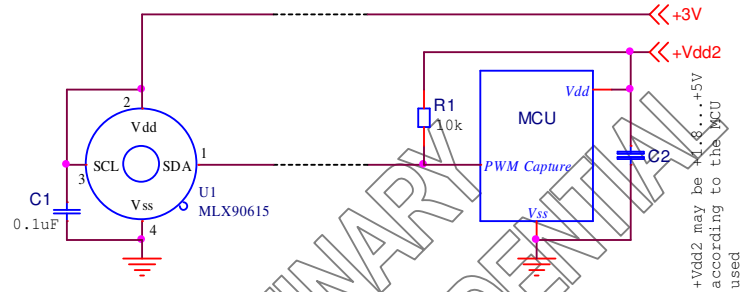 +3V
+Vdd2
2
Vdd
SCL
SDA
1
3
Vss
4
U1
MLX90615
C1
0.1uF
R1
10k
MCU
Vdd
PWM Capture
Vss
C2
+Vdd2 may be +1.8...+5V
according to the MCU
used